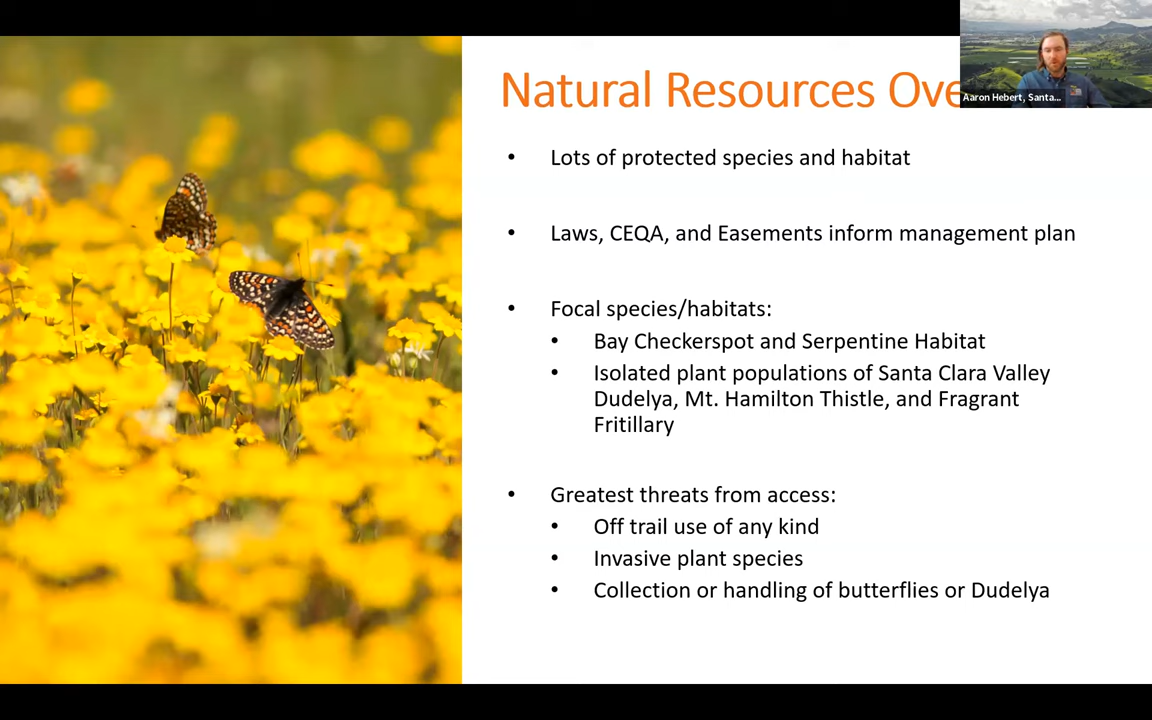 Natural Resources Ove
Aaron Hebert, Santa...
• Lots of protected species and habitat
• Laws, CEQA, and Easements inform management plan
• Focal species/habitats:
• Bay Checkerspot and Serpentine Habitat
• Isolated plant populations of Santa Clara Valley
Dudelya, Mt. Hamilton Thistle, and Fragrant
Fritillary
• Greatest threats from access:
• Off trail use of any kind
• Invasive plant species
• Collection or handling of butterflies or Dudelya